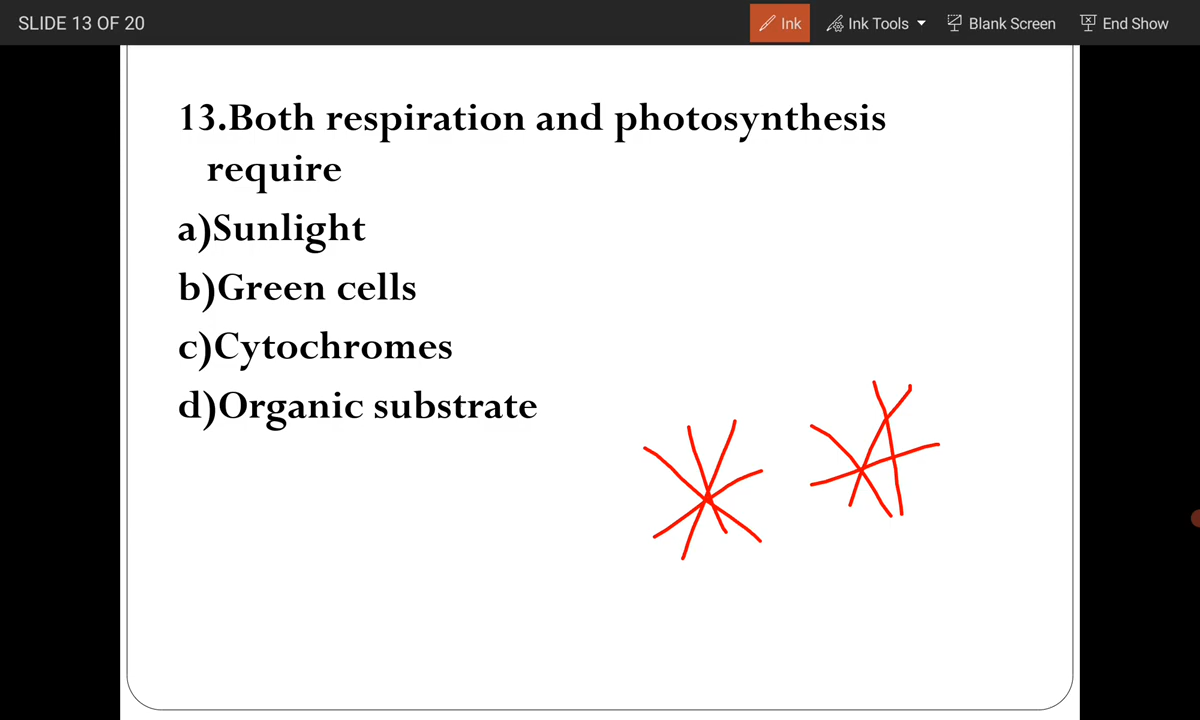 SLIDE 13 OF 20 Ink Ink Tools Blank Screen End Show
13.Both respiration and photosynthesis
require
a)Sunlight
b)Green cells
c)Cytochromes
d)Organic substrate